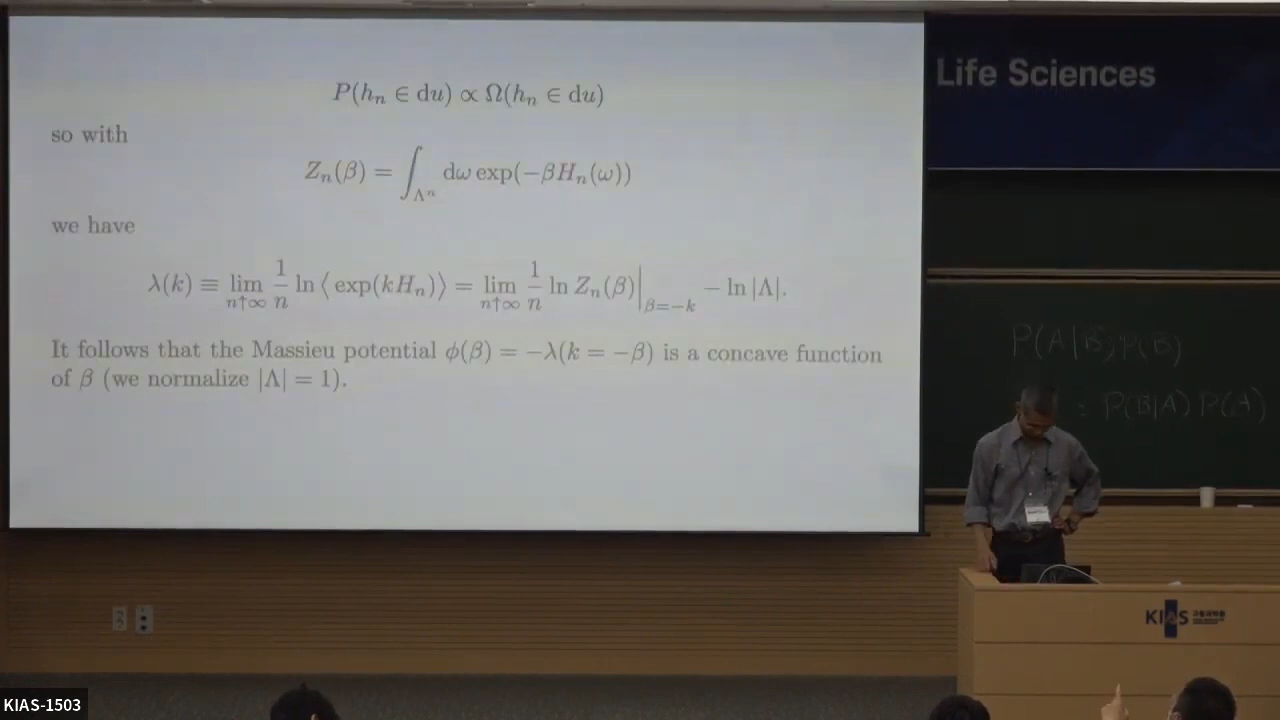 P(h_n ∈ du) ∝ Ω(h_n ∈ du)
so with
Z_n(β) = ∫_{Λ^n} dω exp(−βH_n(ω))
we have
λ(k) ≡ lim_{n↑∞} 1/n ln⟨exp(kH_n)⟩ = lim_{n↑∞} 1/n ln Z_n(β)|_{β=−k} − ln|Λ|.
It follows that the Massieu potential ϕ(β) = −λ(k = −β) is a concave function
of β (we normalize |Λ| = 1).
Life Sciences
P(A|B)P(B)
= P(B|A)P(A)
KIAS
KIAS-1503